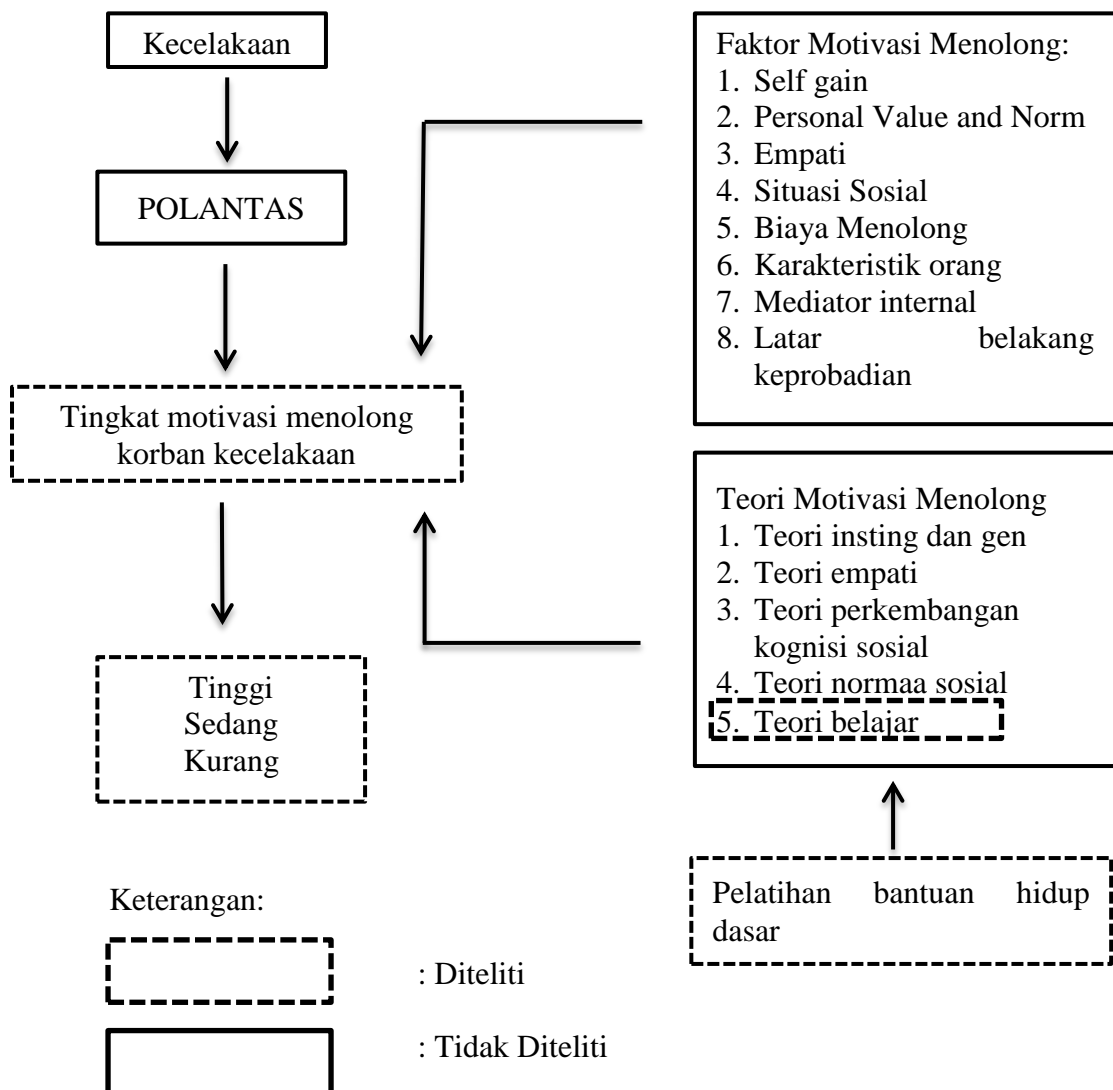 Kecelakaan
POLANTAS
Tingkat motivasi menolong
korban kecelakaan
Tinggi
Sedang
Kurang
Faktor Motivasi Menolong:
1. Self gain
2. Personal Value and Norm
3. Empati
4. Situasi Sosial
5. Biaya Menolong
6. Karakteristik orang
7. Mediator internal
8. Latar belakang
keprobadian
Teori Motivasi Menolong
1. Teori insting dan gen
2. Teori empati
3. Teori perkembangan
kognisi sosial
4. Teori normaa sosial
5. Teori belajar
Pelatihan bantuan hidup
dasar
Keterangan:
: Diteliti
: Tidak Diteliti